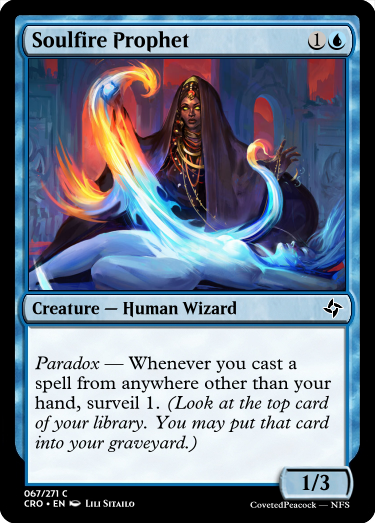 Soulfire Prophet 1
Creature — Human Wizard
Paradox — Whenever you cast a
spell from anywhere other than your
hand, surveil 1. (Look at the top card
of your library. You may put that card
into your graveyard.)
1/3
067/271 C
CRO • EN Lili Sitailo
CovetedPeacock — NFS